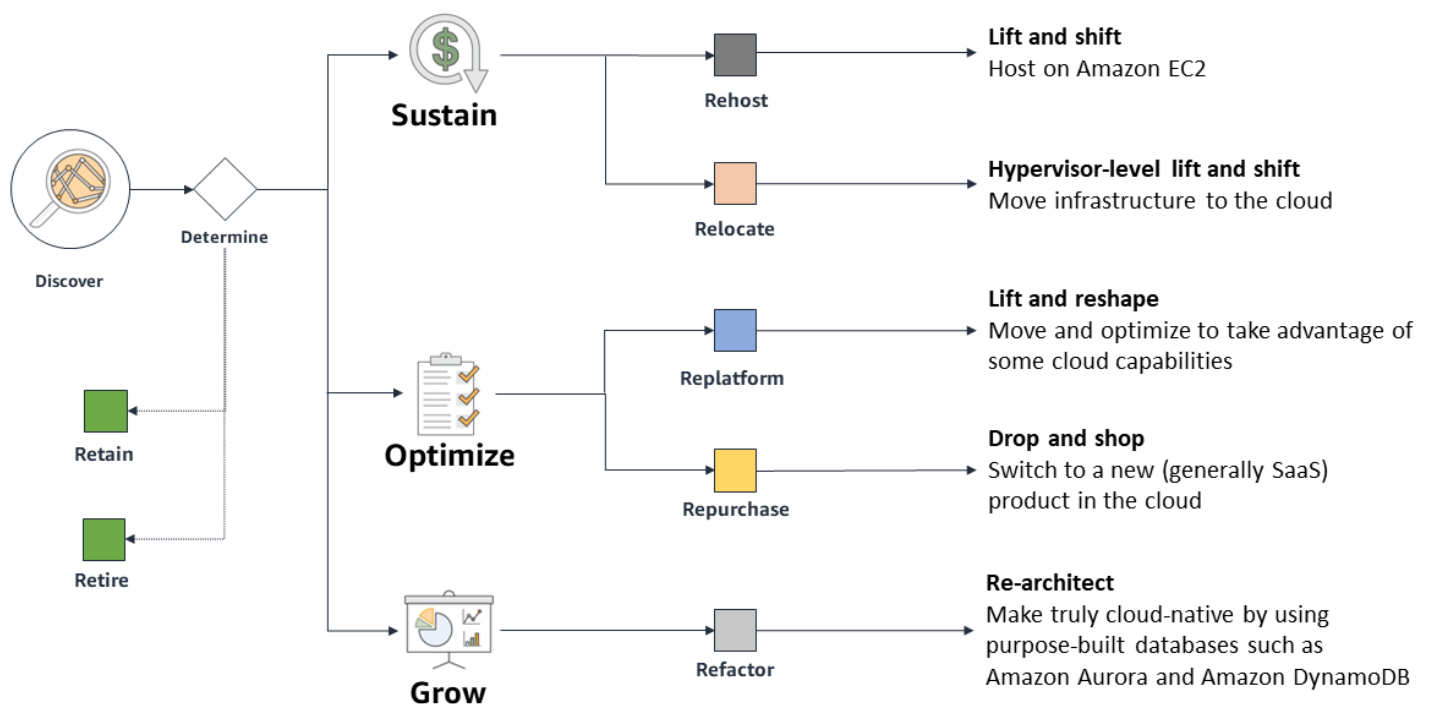 Lift and shift
Host on Amazon EC2
Sustain
Rehost
Hypervisor-level lift and shift
Move infrastructure to the cloud
Relocate
Determine
Discover
Lift and reshape
Move and optimize to take advantage of
some cloud capabilities
Replatform
Optimize
Retain
Drop and shop
Switch to a new (generally SaaS)
product in the cloud
Repurchase
Retire
Re-architect
Make truly cloud-native by using
purpose-built databases such as
Amazon Aurora and Amazon DynamoDB
Refactor
Grow